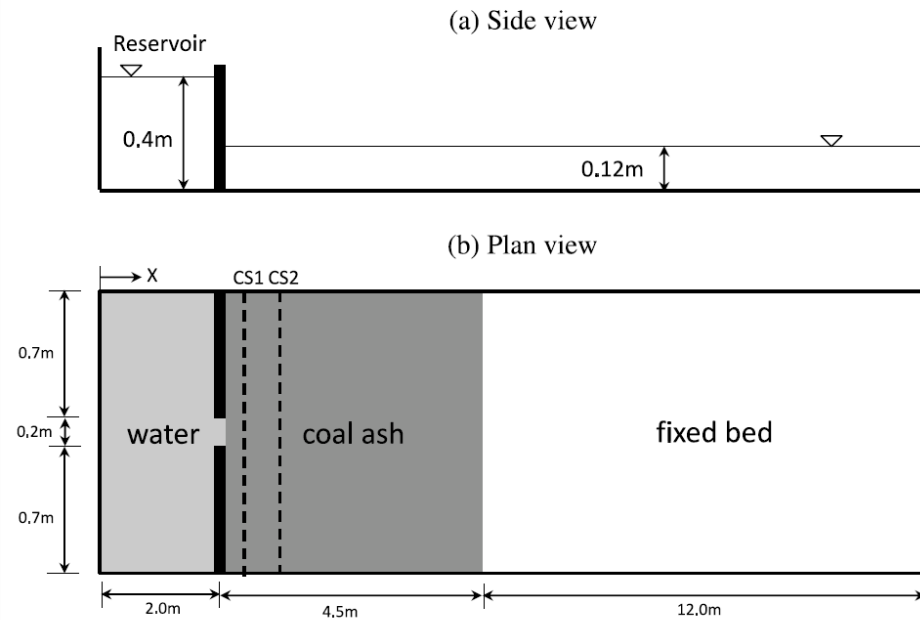 (a) Side view
Reservoir
0.4m
0.12m
(b) Plan view
X
CS1 CS2
0.7m
0.2m
0.7m
water
coal ash
fixed bed
2.0m
4.5m
12.0m